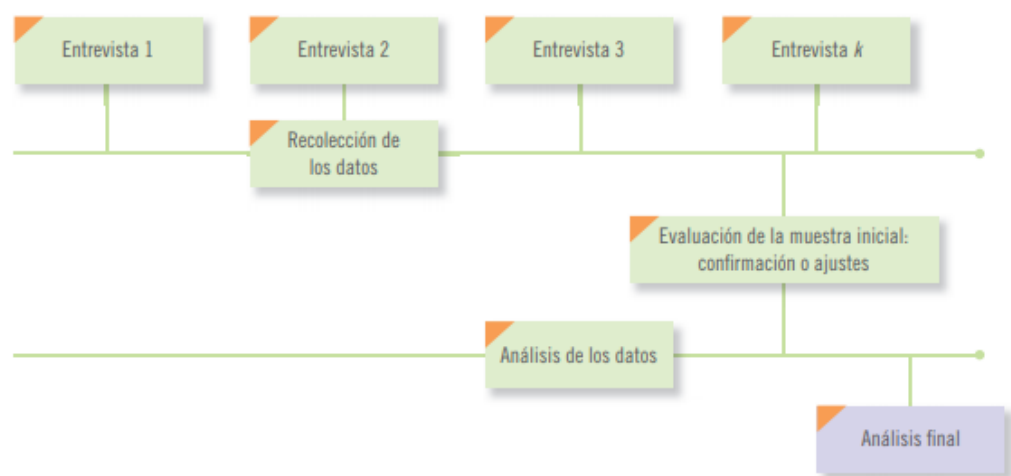 Entrevista 1
Entrevista 2
Entrevista 3
Entrevista k
Recolección de
los datos
Evaluación de la muestra inicial:
confirmación o ajustes
Análisis de los datos
Análisis final